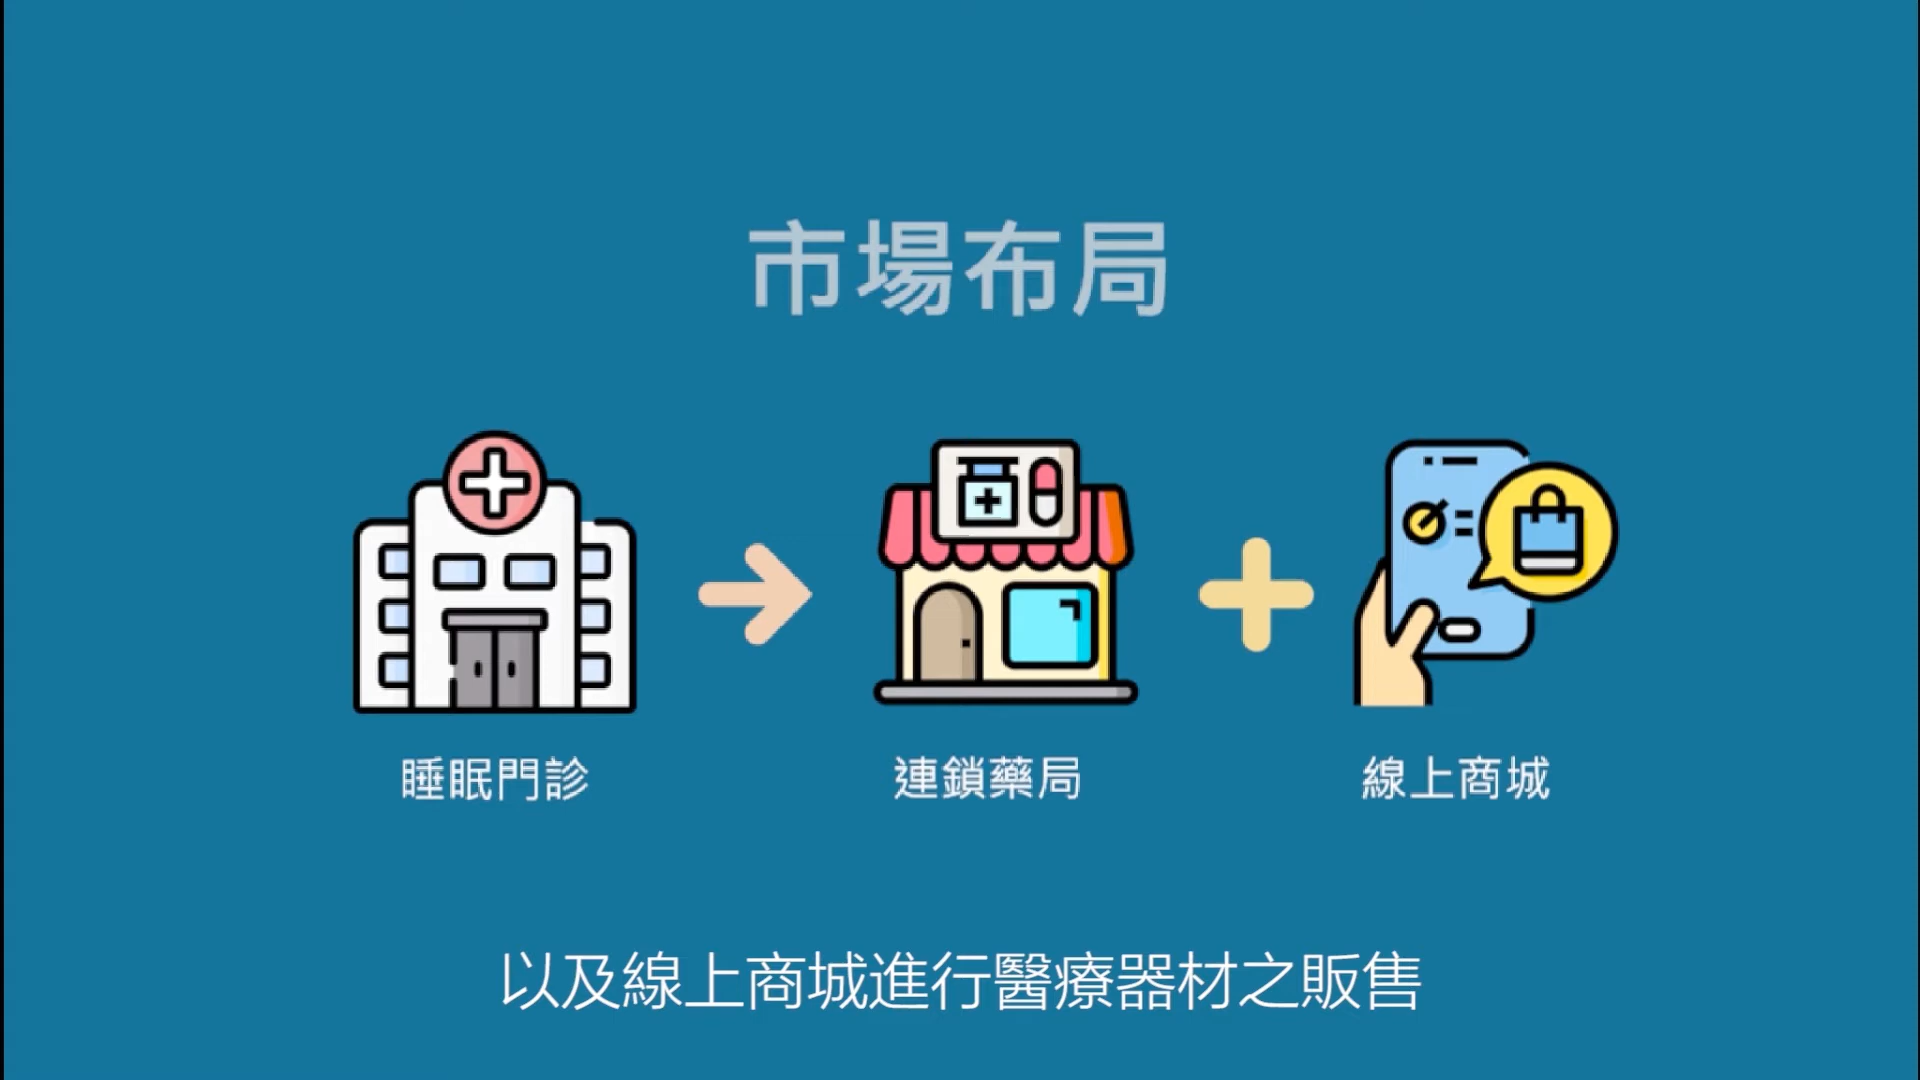 市場布局
睡眠門診
連鎖藥局
線上商城
以及線上商城進行醫療器材之販售